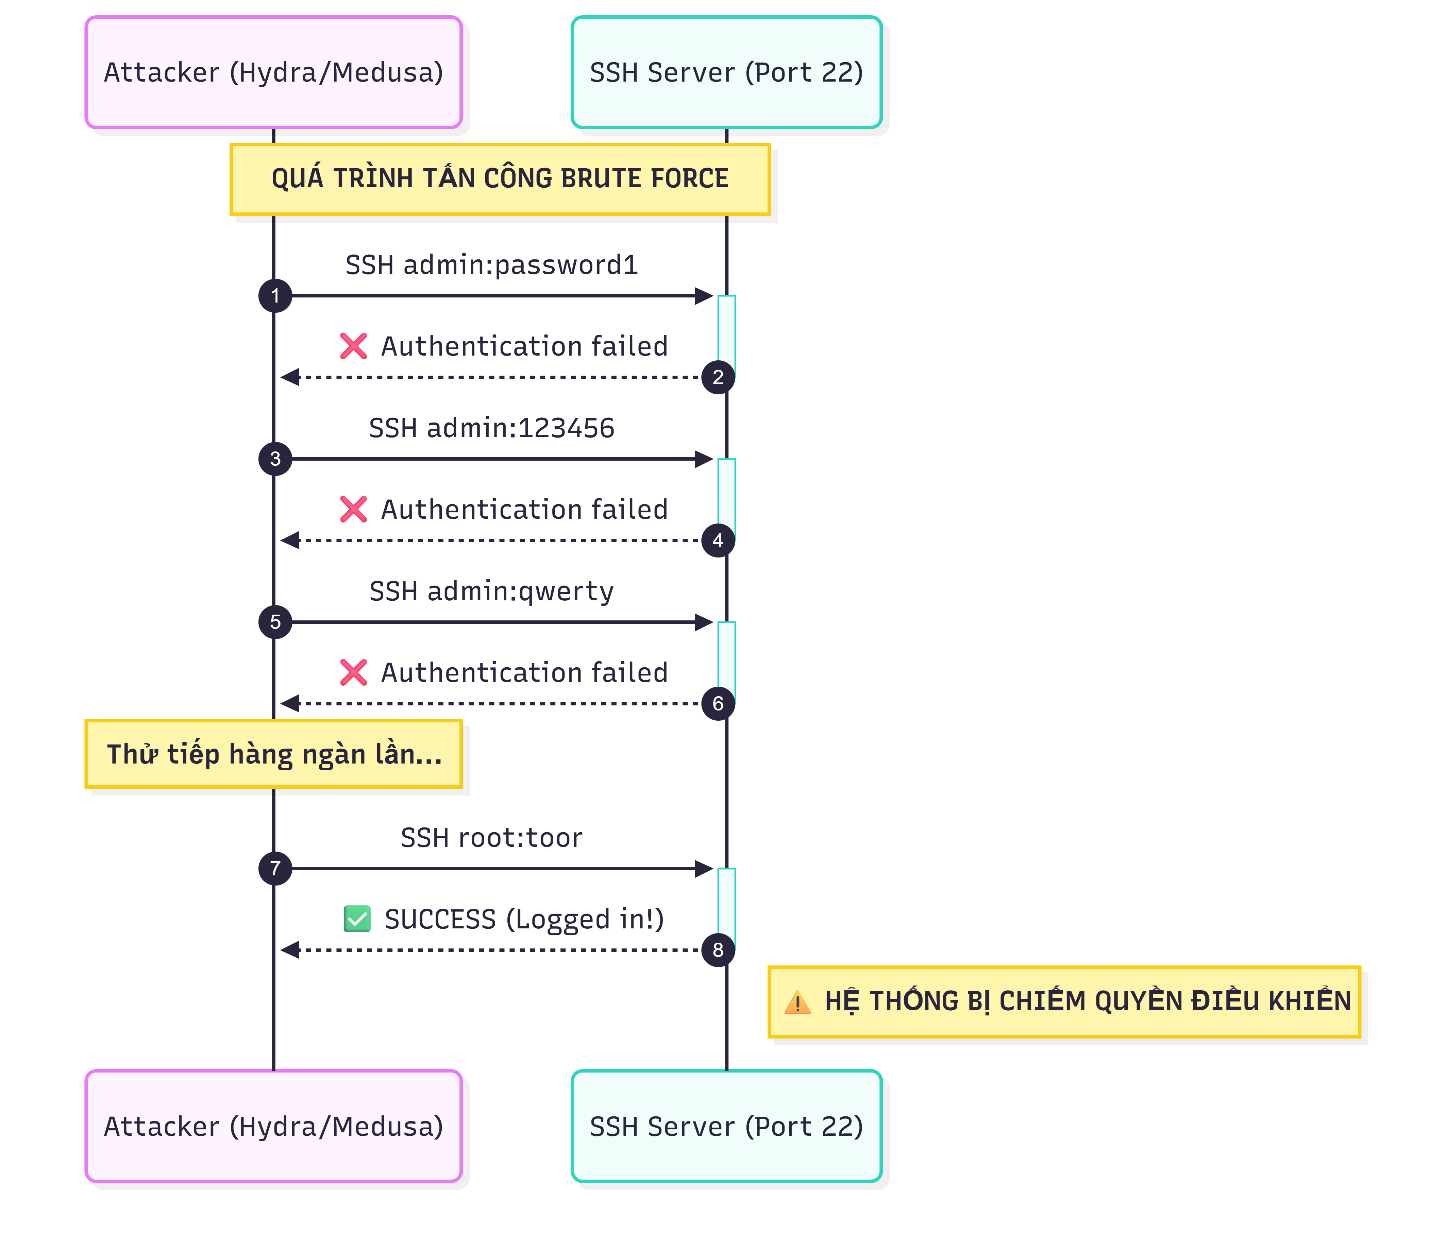 Attacker (Hydra/Medusa)
SSH Server (Port 22)
QUÁ TRÌNH TẤN CÔNG BRUTE FORCE
SSH admin:password1
1
❌ Authentication failed
2
SSH admin:123456
3
❌ Authentication failed
4
SSH admin:qwerty
5
❌ Authentication failed
6
Thử tiếp hàng ngàn lần...
SSH root:toor
7
✅ SUCCESS (Logged in!)
8
⚠️ HỆ THỐNG BỊ CHIẾM QUYỀN ĐIỀU KHIỂN
Attacker (Hydra/Medusa)
SSH Server (Port 22)